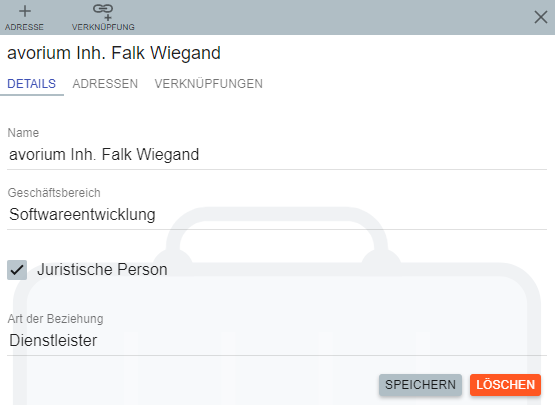 ADRESSE VERKNÜPFUNG
avorium Inh. Falk Wiegand
DETAILS ADRESSEN VERKNÜPFUNGEN
Name
avorium Inh. Falk Wiegand
Geschäftsbereich
Softwareentwicklung
Juristische Person
Art der Beziehung
Dienstleister
SPEICHERN LÖSCHEN